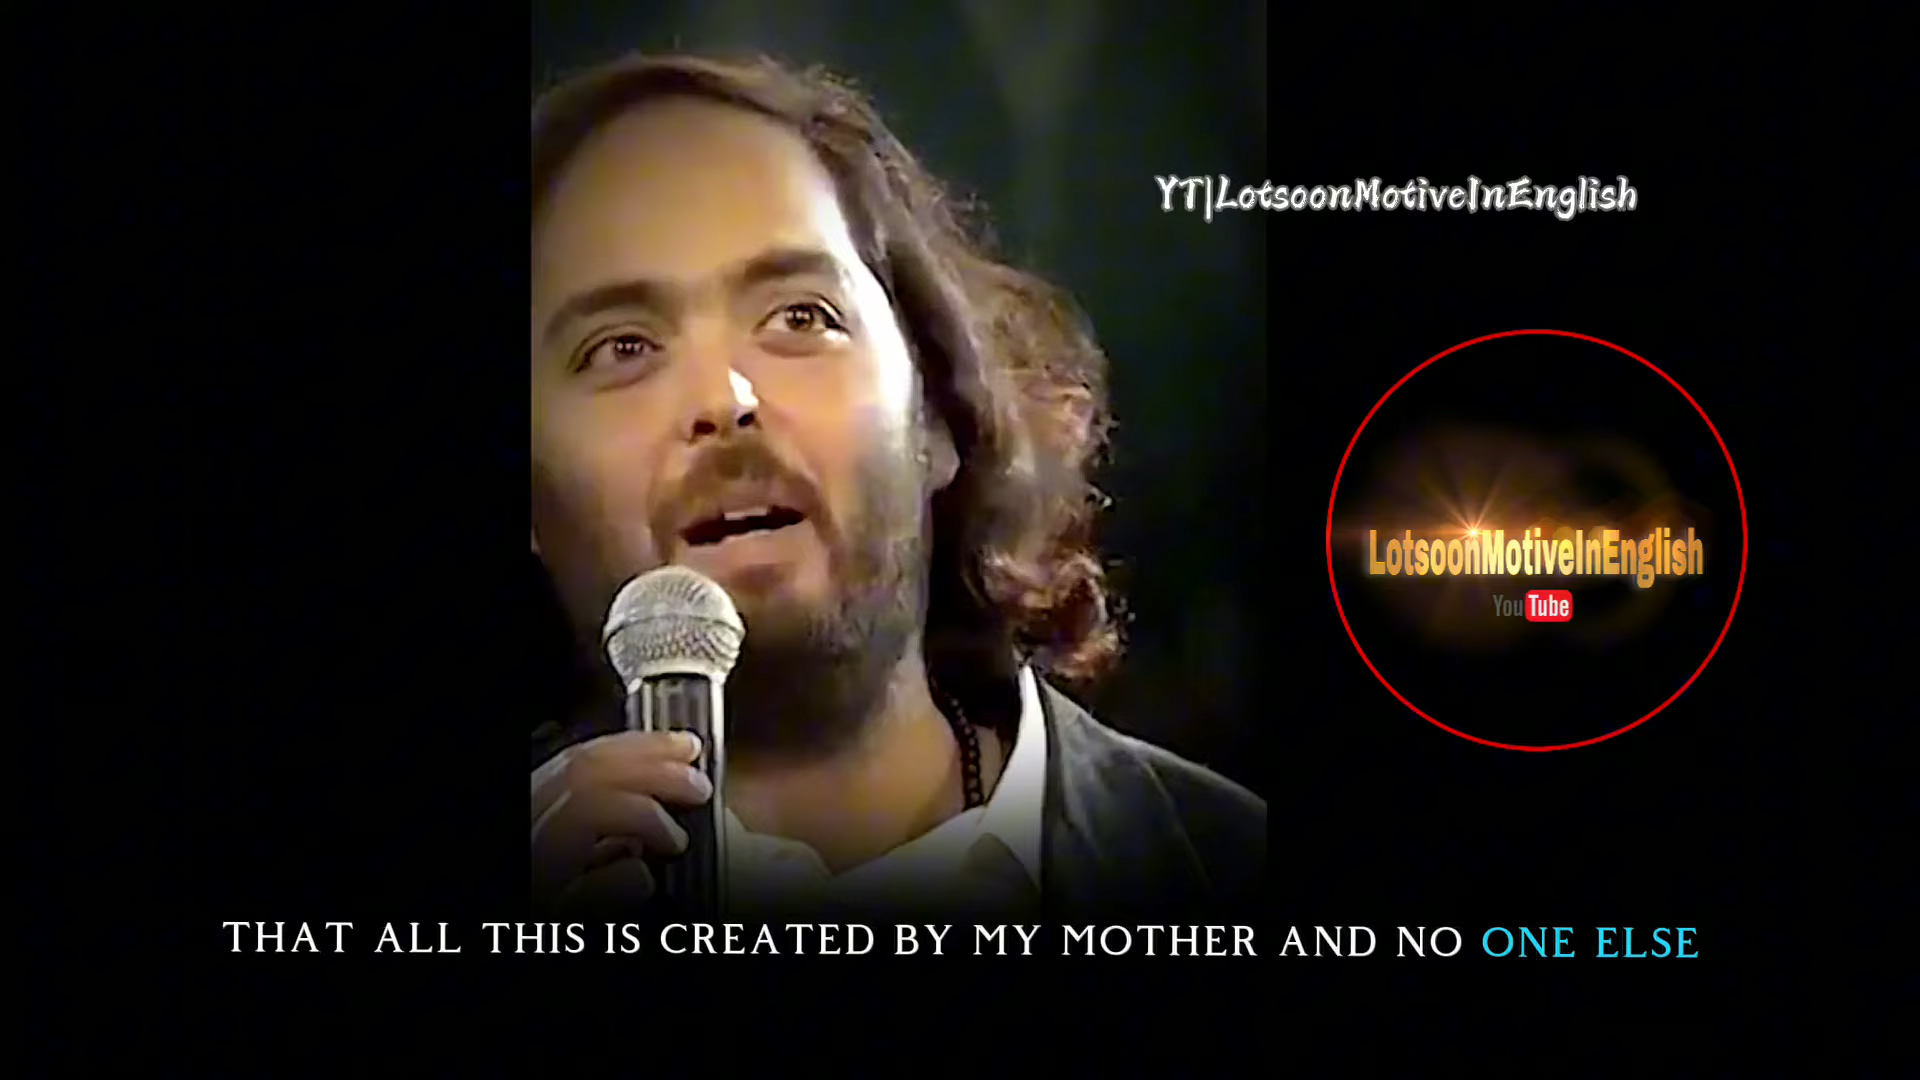 YT|LotsoonMotiveInEnglish
LotsoonMotiveInEnglish
YouTube
THAT ALL THIS IS CREATED BY MY MOTHER AND NO ONE ELSE